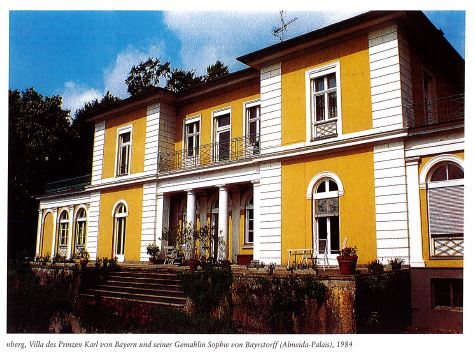 nberg, Villa des Prinzen Karl von Bayern und seiner Gemahlin Sophie von Bayrstorff (Almeida-Palais), 1984